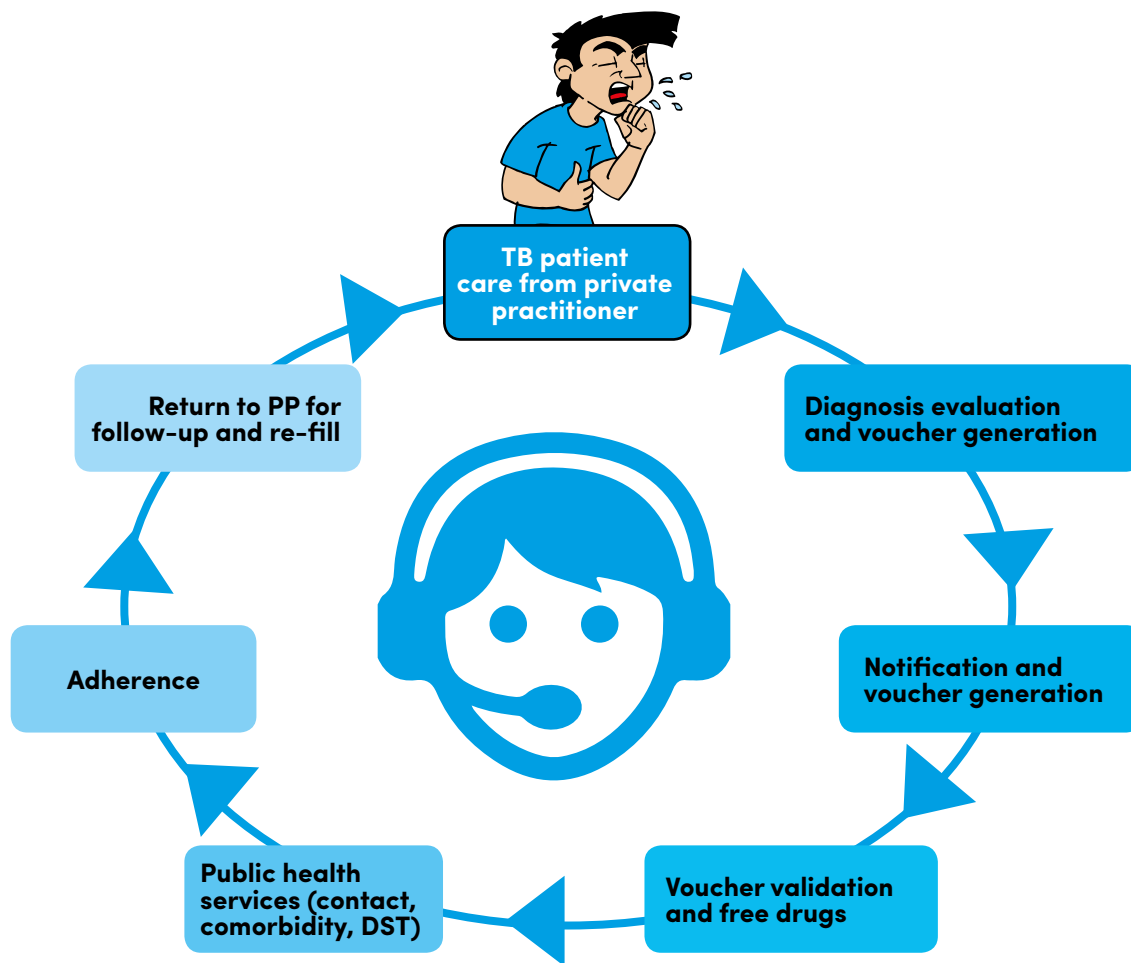 TB patient
care from private
practitioner
Diagnosis evaluation
and voucher generation
Notification and
voucher generation
Voucher validation
and free drugs
Public health
services (contact,
comorbidity, DST)
Adherence
Return to PP for
follow-up and re-fill